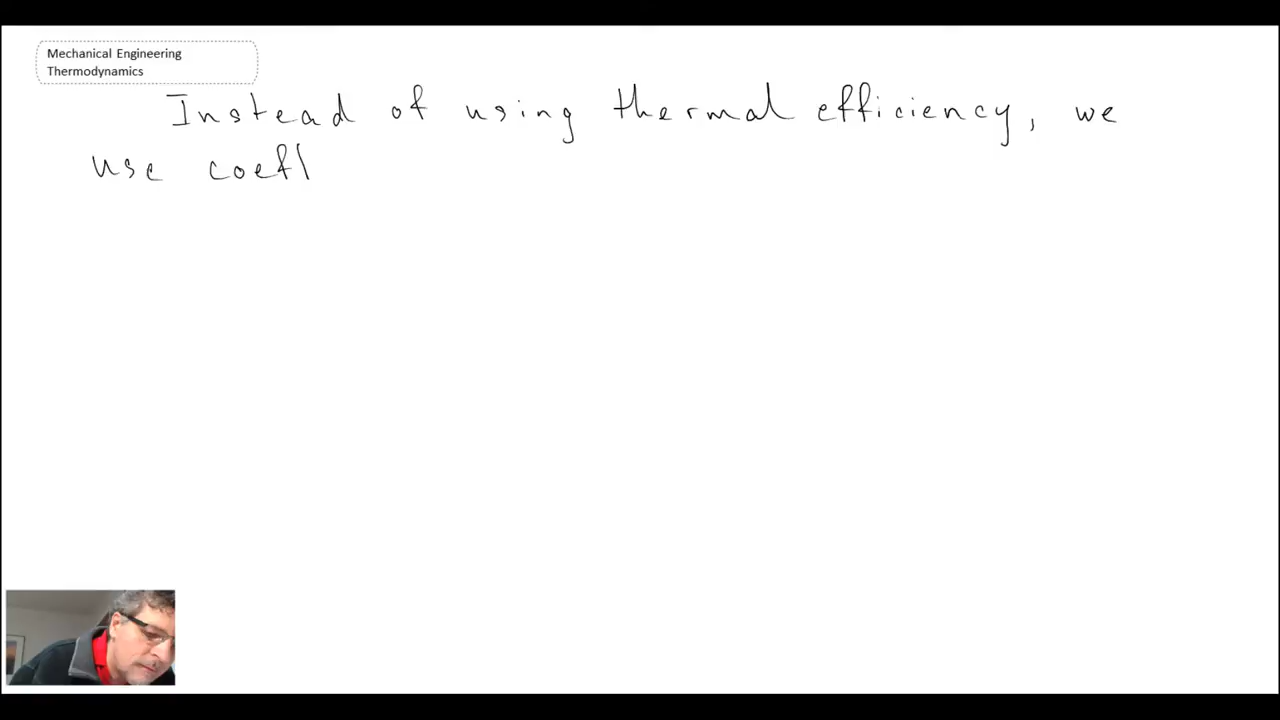 Mechanical Engineering
Thermodynamics
Instead of using thermal efficiency, we
use coeff